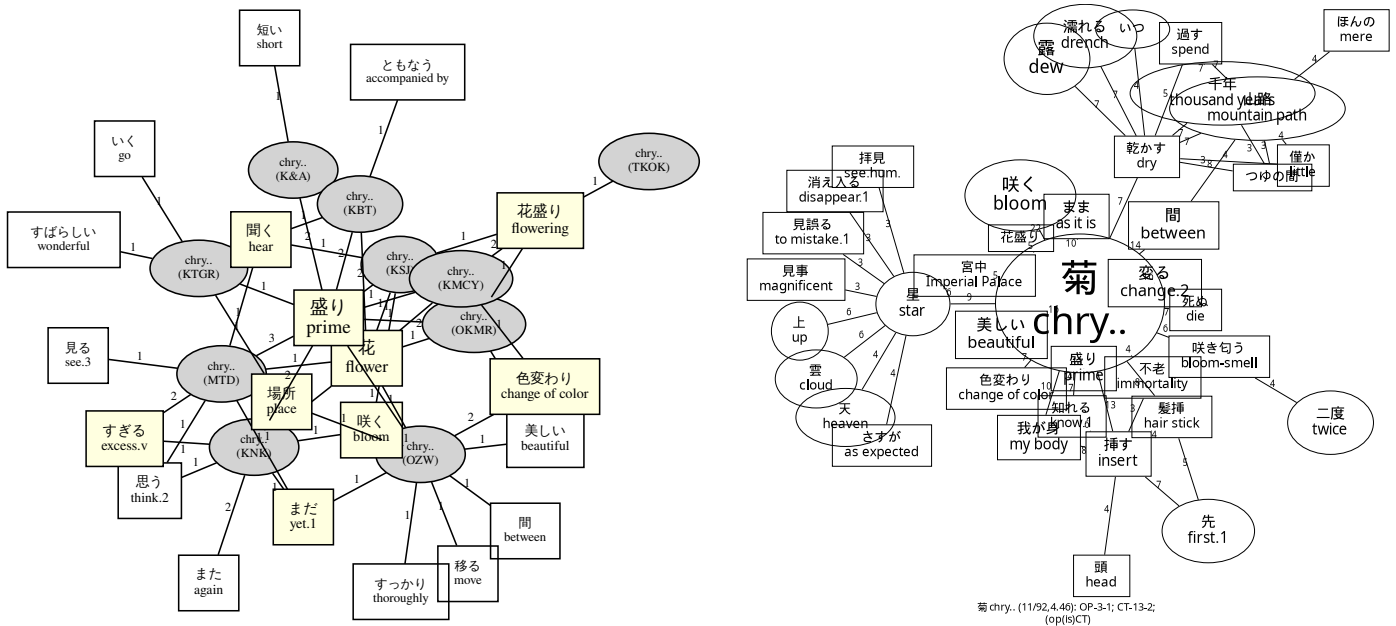 短い
short
ともなう
accompanied by
いく
go
chry..
(K&A)
chry..
(KBT)
chry..
(TKOK)
花盛り
flowering
聞く
hear
すばらしい
wonderful
chry..
(KTGR)
chry..
(KSJ)
chry..
(KMCY)
盛り
prime
chry..
(OKMR)
花
flower
見る
see.3
chry..
(MTD)
場所
place
色変わり
change of color
すぎる
excess.v
咲く
bloom
美しい
beautiful
chry..
(KNK)
chry..
(OZW)
思う
think.2
まだ
yet.1
間
between
また
again
すっかり
thoroughly
移る
move
濡れる
drench
いつ
露
dew
過す
spend
ほんの
mere
千年
thousand years
山路
mountain path
乾かす
dry
つゆの間
僅か
little
拝見
see.hum.
消え入る
disappear.1
見誤る
to mistake.1
見事
magnificent
咲く
bloom
花盛り
まま
as it is
間
between
宮中
Imperial Palace
星
star
菊
chry..
変る
change.2
死ぬ
die
上
up
雲
cloud
天
heaven
さすが
as expected
美しい
beautiful
盛り
prime
不老
immortality
咲き匂う
bloom-smell
色変わり
change of color
知れる
know.i
髪挿
hair stick
我が身
my body
挿す
insert
二度
twice
先
first.1
頭
head
菊 chry.. (11/92,4.46): OP-3-1; CT-13-2;
(op(is)CT)